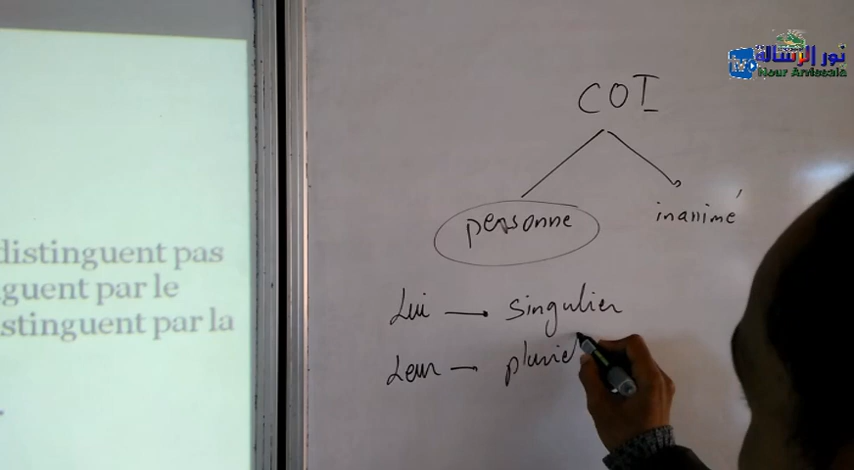 نور الرسالة
Nour Arrissala
COI
personne
inanimé
Lui → singulier
Leur → pluriel
distinguent pas
guent par le
stinguent par la